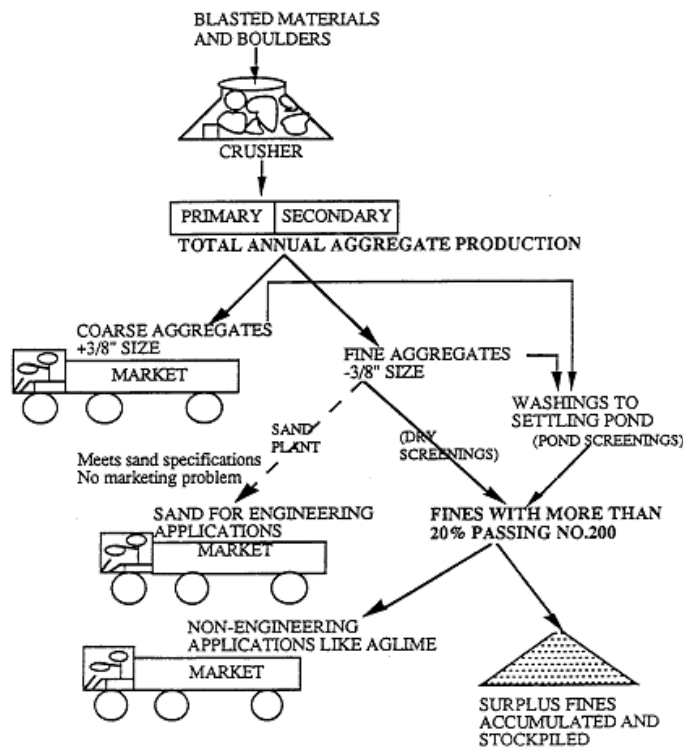 BLASTED MATERIALS
AND BOULDERS
CRUSHER
PRIMARY SECONDARY
TOTAL ANNUAL AGGREGATE PRODUCTION
COARSE AGGREGATES
+3/8" SIZE
MARKET
FINE AGGREGATES
-3/8" SIZE
WASHINGS TO
SETTLING POND
(POND SCREENINGS)
SAND
PLANT
(DRY
SCREENINGS)
Meets sand specifications
No marketing problem
SAND FOR ENGINEERING
APPLICATIONS
MARKET
FINES WITH MORE THAN
20% PASSING NO.200
NON-ENGINEERING
APPLICATIONS LIKE AGLIME
MARKET
SURPLUS FINES
ACCUMULATED AND
STOCKPILED